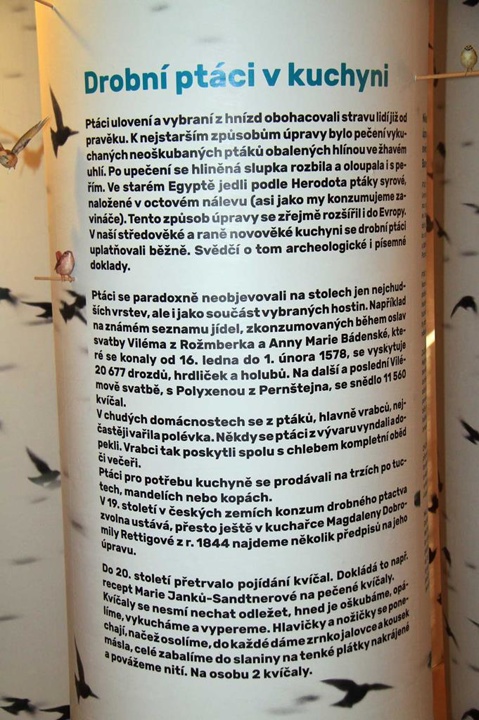 Drobní ptáci v kuchyni
Ptáci ulovení a vybraní z hnízd obohacovali stravu lidí již od
pravěku. K nejstarším způsobům úpravy bylo pečení vyku-
chaných neoškubaných ptáků obalených hlínou ve žhavém
uhlí. Po upečení se hliněná slupka rozbila a oloupala i s pe-
řím. Ve starém Egyptě jedli podle Herodota ptáky syrové,
naložené v octovém nálevu (asi jako my konzumujeme za-
vináče). Tento způsob úpravy se zřejmě rozšířil i do Evropy.
V naší středověké a raně novověké kuchyni se drobní ptáci
uplatňovali běžně. Svědčí o tom archeologické i písemné
doklady.
Ptáci se paradoxně neobjevovali na stolech jen nejchud-
ších vrstev, ale i jako součást vybraných hostin. Například
na známém seznamu jídel, zkonzumovaných během oslav
svatby Viléma z Rožmberka a Anny Marie Bádenské, kte-
ré se konaly od 16. ledna do 1. února 1578, se vyskytuje
20 677 drozdů, hrdliček a holubů. Na další a poslední Vilé-
mově svatbě, s Polyxenou z Pernštejna, se snědlo 11 560
kvíčal.
V chudých domácnostech se z ptáků, hlavně vrabců, nej-
častěji vařila polévka. Někdy se ptáci z vývaru vyndali a do-
pekli. Vrabci tak poskytli spolu s chlebem kompletní oběd
či večeři.
Ptáci pro potřebu kuchyně se prodávali na trzích po tuc-
tech, mandelích nebo kopách.
V 19. století v českých zemích konzum drobného ptactva
zvolna ustává, přesto ještě v kuchařce Magdaleny Dobro-
mily Rettigové z r. 1844 najdeme několik předpisů na jeho
úpravu.
Do 20. století přetrvalo pojídání kvíčal. Dokládá to např.
recept Marie Janků-Sandtnerové na pečené kvíčaly.
Kvíčaly se nesmí nechat odležet, hned je oškubáme, opá-
líme, vykucháme a vypereme. Hlavičky a nožičky se pone-
chají, načež osolíme, do každé dáme zrnko jalovce a kousek
másla, celé zabalíme do slaniny na tenké plátky nakrájené
a povážeme nití. Na osobu 2 kvíčaly.